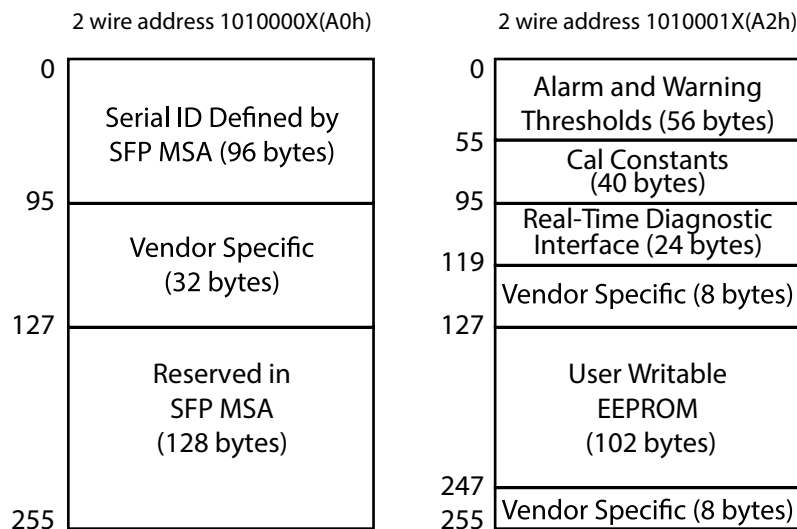 2 wire address 1010000X(A0h)
0
Serial ID Defined by
SFP MSA (96 bytes)
95
Vendor Specific
(32 bytes)
127
Reserved in
SFP MSA
(128 bytes)
255
2 wire address 1010001X(A2h)
0
Alarm and Warning
Thresholds (56 bytes)
55
Cal Constants
(40 bytes)
95
Real-Time Diagnostic
Interface (24 bytes)
119
Vendor Specific (8 bytes)
127
User Writable
EEPROM
(102 bytes)
247
Vendor Specific (8 bytes)
255